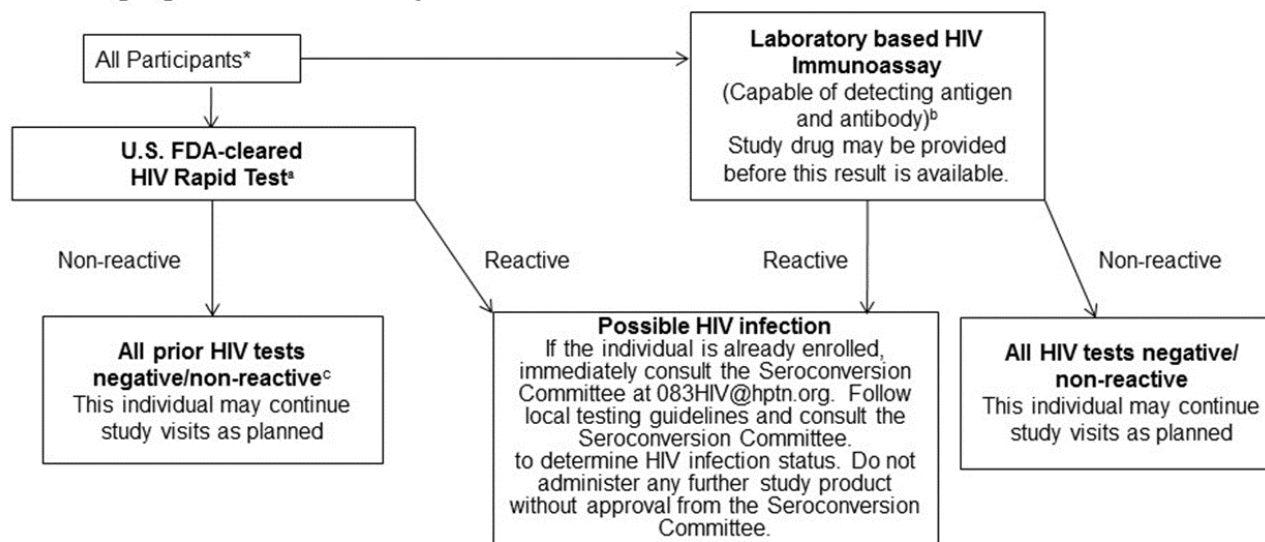 All Participants*
Laboratory based HIV
Immunoassay
(Capable of detecting antigen
and antibody)ᵇ
Study drug may be provided
before this result is available.
U.S. FDA-cleared
HIV Rapid Testᵃ
Non-reactive
Reactive
Reactive
Non-reactive
All prior HIV tests
negative/non-reactiveᶜ
This individual may continue
study visits as planned
Possible HIV infection
If the individual is already enrolled,
immediately consult the Seroconversion
Committee at 083HIV@hptn.org. Follow
local testing guidelines and consult the
Seroconversion Committee.
to determine HIV infection status. Do not
administer any further study product
without approval from the Seroconversion
Committee.
All HIV tests negative/
non-reactive
This individual may continue
study visits as planned